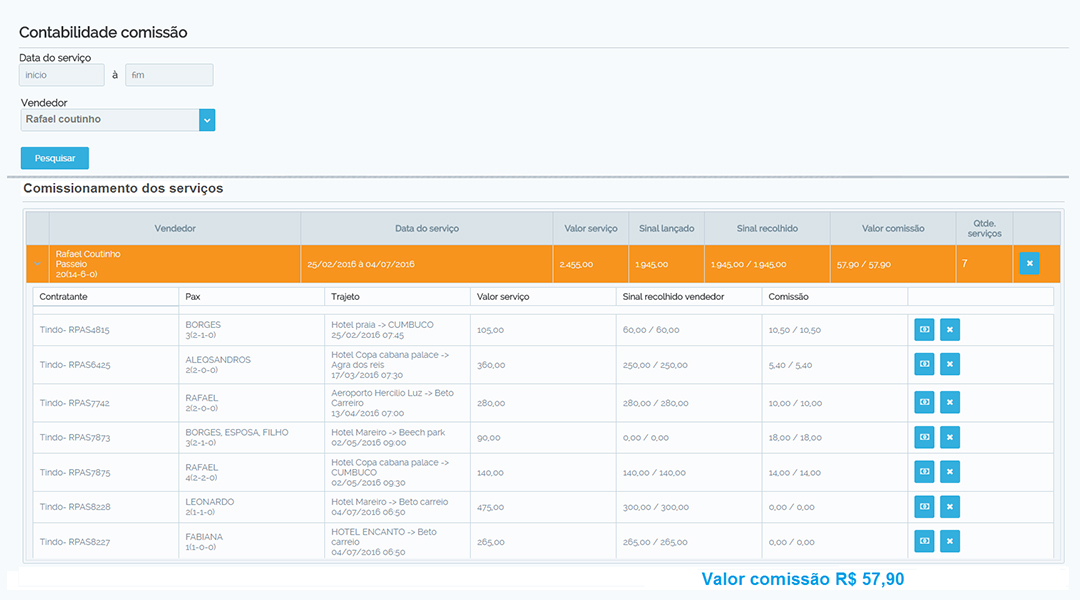 Contabilidade comissão
Data do serviço
inicio à fim
Vendedor
Rafael coutinho
Pesquisar
Comissionamento dos serviços
Vendedor Data do serviço Valor serviço Sinal lançado Sinal recolhido Valor comissão Qtde. serviços
Rafael Coutinho
Passeio
20(14-6-0)
25/02/2016 à 04/07/2016 2.455,00 1.945,00 1.945,00 / 1.945,00 57,90 / 57,90 7
Contratante Pax Trajeto Valor serviço Sinal recolhido vendedor Comissão
Tindo- RPAS4815
BORGES
3(2-1-0)
Hotel praia -> CUMBUCO
25/02/2016 07:45
105,00 60,00 / 60,00 10,50 / 10,50
Tindo- RPAS6425
ALEOSANDROS
2(2-0-0)
Hotel Copa cabana palace ->
Agra dos reis
17/03/2016 07:30
360,00 250,00 / 250,00 5,40 / 5,40
Tindo- RPAS7742
RAFAEL
2(2-0-0)
Aeroporto Hercilio Luz -> Beto
Carreiro
13/04/2016 07:00
280,00 280,00 / 280,00 10,00 / 10,00
Tindo- RPAS7873
BORGES, ESPOSA, FILHO
3(2-1-0)
Hotel Mareiro -> Beech park
02/05/2016 09:00
90,00 0,00 / 0,00 18,00 / 18,00
Tindo- RPAS7875
RAFAEL
4(2-2-0)
Hotel Copa cabana palace ->
CUMBUCO
02/05/2016 09:30
140,00 140,00 / 140,00 14,00 / 14,00
Tindo- RPAS8228
LEONARDO
2(1-1-0)
Hotel Mareiro -> Beto carreio
04/07/2016 06:50
475,00 300,00 / 300,00 0,00 / 0,00
Tindo- RPAS8227
FABIANA
1(1-0-0)
HOTEL ENCANTO -> Beto
carreio
04/07/2016 06:50
265,00 265,00 / 265,00 0,00 / 0,00
Valor comissão R$ 57,90